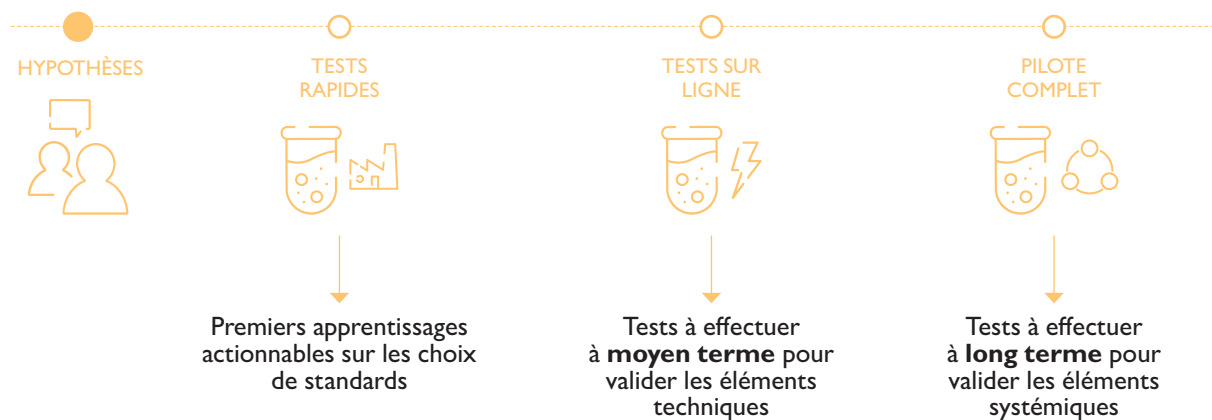 HYPOTHÈSES
TESTS
RAPIDES
TESTS SUR
LIGNE
PILOTE
COMPLET
Premiers apprentissages
actionnables sur les choix
de standards
Tests à effectuer
à moyen terme pour
valider les éléments
techniques
Tests à effectuer
à long terme pour
valider les éléments
systémiques